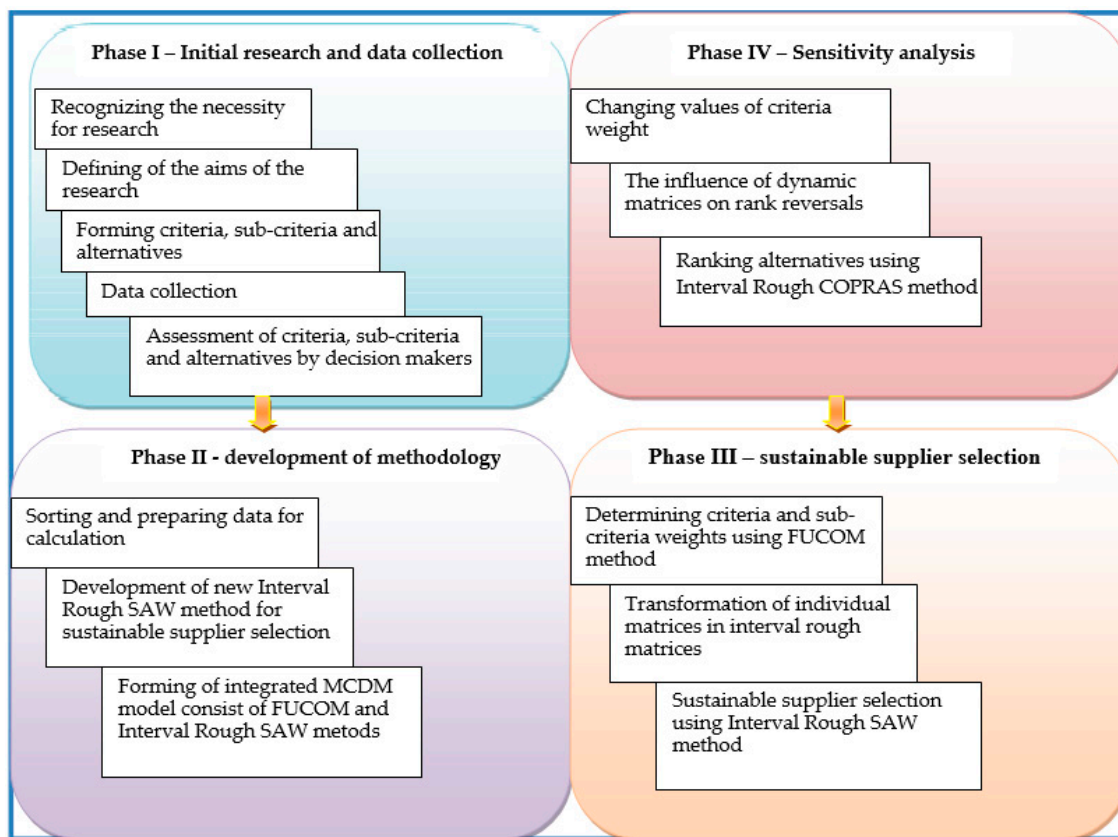 Phase I – Initial research and data collection
Recognizing the necessity
for research
Defining of the aims of the
research
Forming criteria, sub-criteria and
alternatives
Data collection
Assessment of criteria, sub-criteria
and alternatives by decision makers
Phase II - development of methodology
Sorting and preparing data for
calculation
Development of new Interval
Rough SAW method for
sustainable supplier selection
Forming of integrated MCDM
model consist of FUCOM and
Interval Rough SAW metods
Phase III – sustainable supplier selection
Determining criteria and sub-
criteria weights using FUCOM
method
Transformation of individual
matrices in interval rough
matrices
Sustainable supplier selection
using Interval Rough SAW
method
Phase IV – Sensitivity analysis
Changing values of criteria
weight
The influence of dynamic
matrices on rank reversals
Ranking alternatives using
Interval Rough COPRAS method